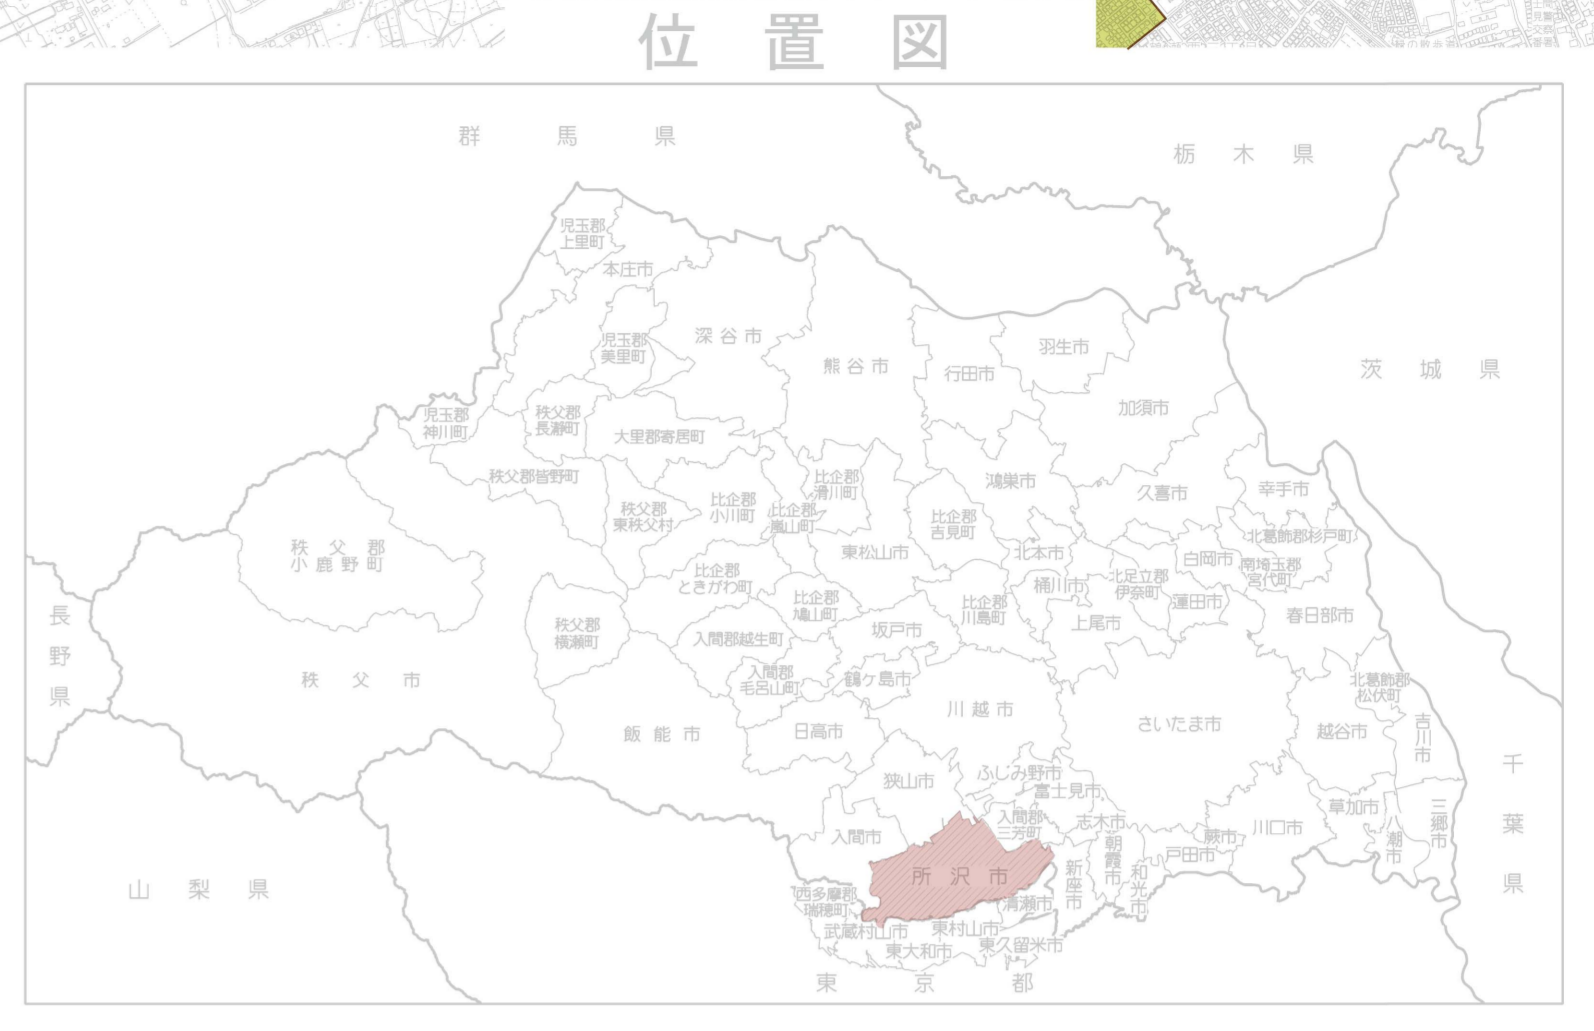 位置図
群馬県
栃木県
児玉郡
上里町
本庄市
児玉郡
美里町
深谷市
熊谷市
行田市
羽生市
茨城県
加須市
児玉郡
神川町
秩父郡
長瀞町
大里郡寄居町
秩父郡皆野町
秩父郡
東秩父村
比企郡
小川町
比企郡
嵐山町
比企郡
滑川町
比企郡
吉見町
鴻巣市
久喜市
幸手市
北葛飾郡杉戸町
秩父郡
小鹿野町
東松山市
北本市
白岡市
南埼玉郡
宮代町
比企郡
ときがわ町
比企郡
鳩山町
比企郡
川島町
桶川市
北足立郡
伊奈町
蓮田市
春日部市
長野県
秩父郡
横瀬町
入間郡越生町
坂戸市
上尾市
秩父市
入間郡
毛呂山町
鶴ヶ島市
北葛飾郡
松伏町
川越市
さいたま市
飯能市
日高市
越谷市
吉川市
千葉県
狭山市
ふじみ野市
富士見市
入間市
入間郡
三芳町
志木市
草加市
三郷市
八潮市
川口市
蕨市
戸田市
朝霞市
和光市
新座市
所沢市
山梨県
西多摩郡
瑞穂町
清瀬市
武蔵村山市
東村山市
東大和市
東久留米市
東京都